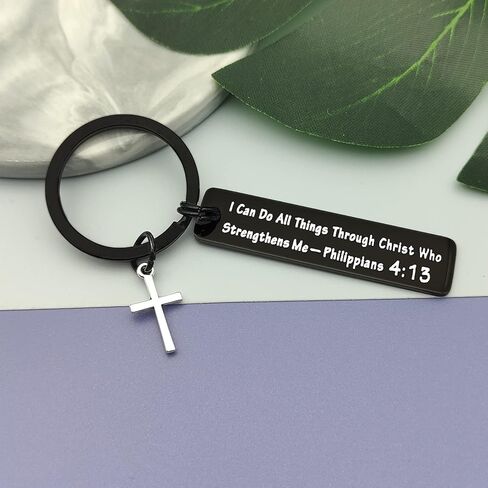 I Can Do All Things Through Christ Who
Strengthens Me—Philippians 4:13